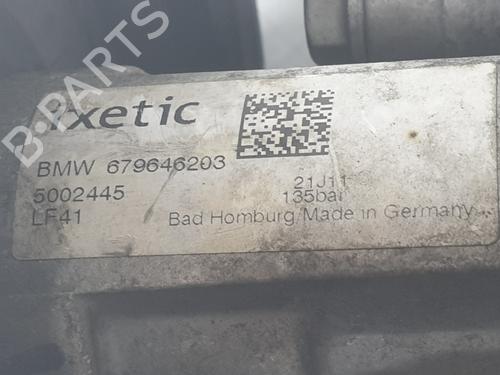 B-PARTS
ixetic
BMW 679646203
5002445
21J11
LF41
135bar
Bad Homburg/Made in Germany